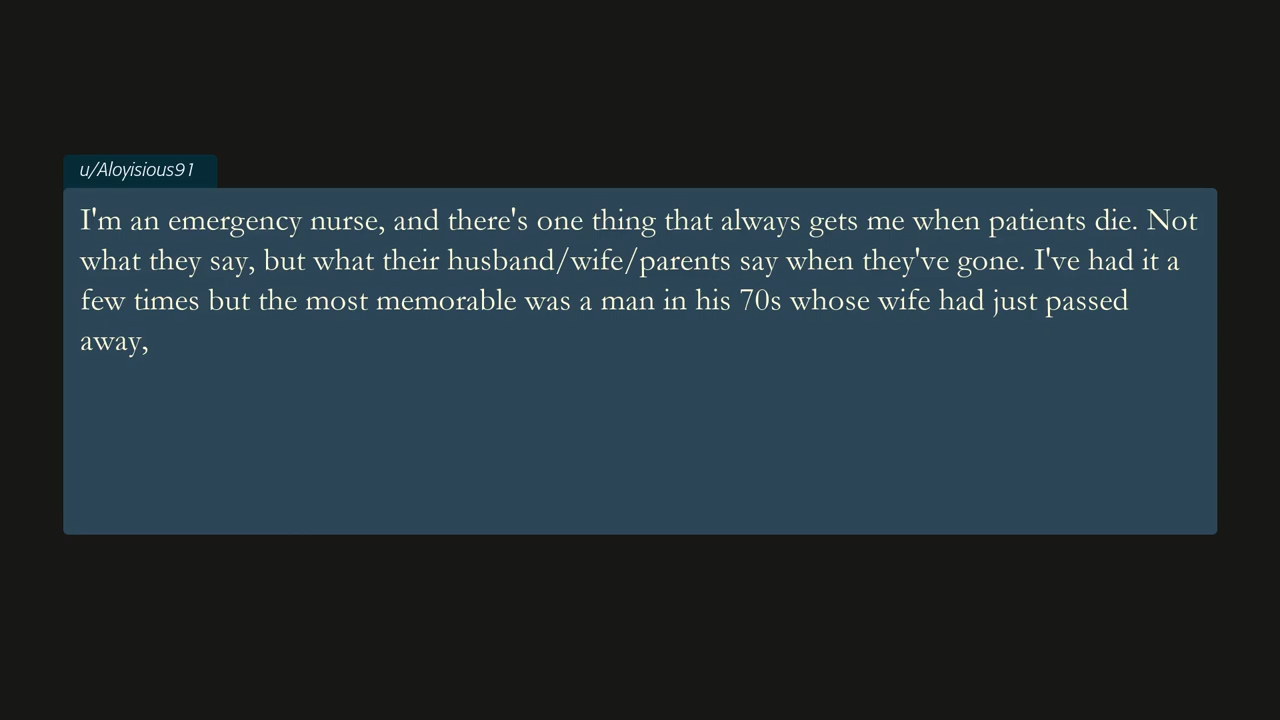 u/Aloyisious91
I'm an emergency nurse, and there's one thing that always gets me when patients die. Not
what they say, but what their husband/wife/parents say when they've gone. I've had it a
few times but the most memorable was a man in his 70s whose wife had just passed
away,